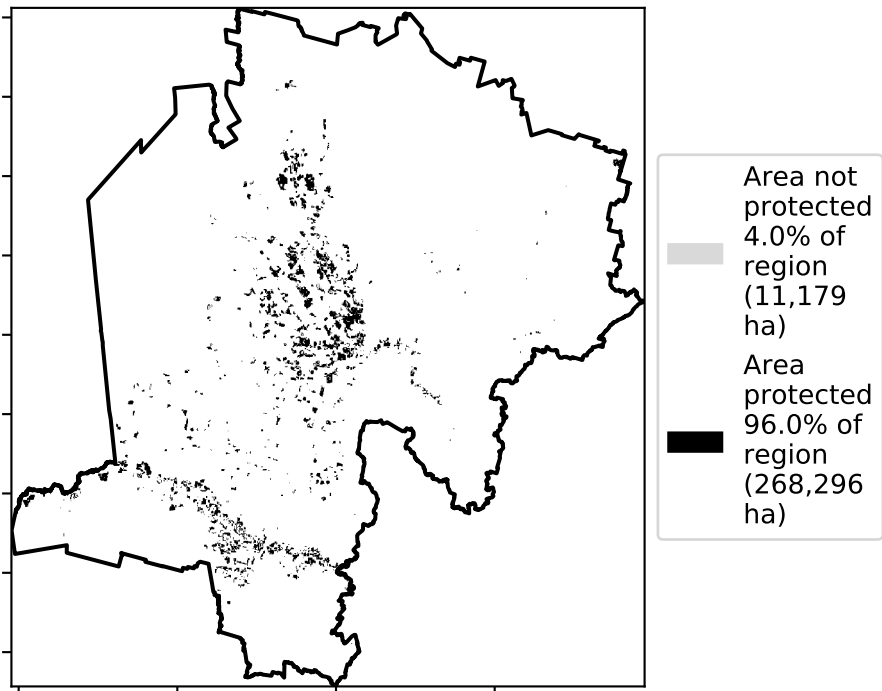 Area not
protected
4.0% of
region
(11,179
ha)
Area
protected
96.0% of
region
(268,296
ha)